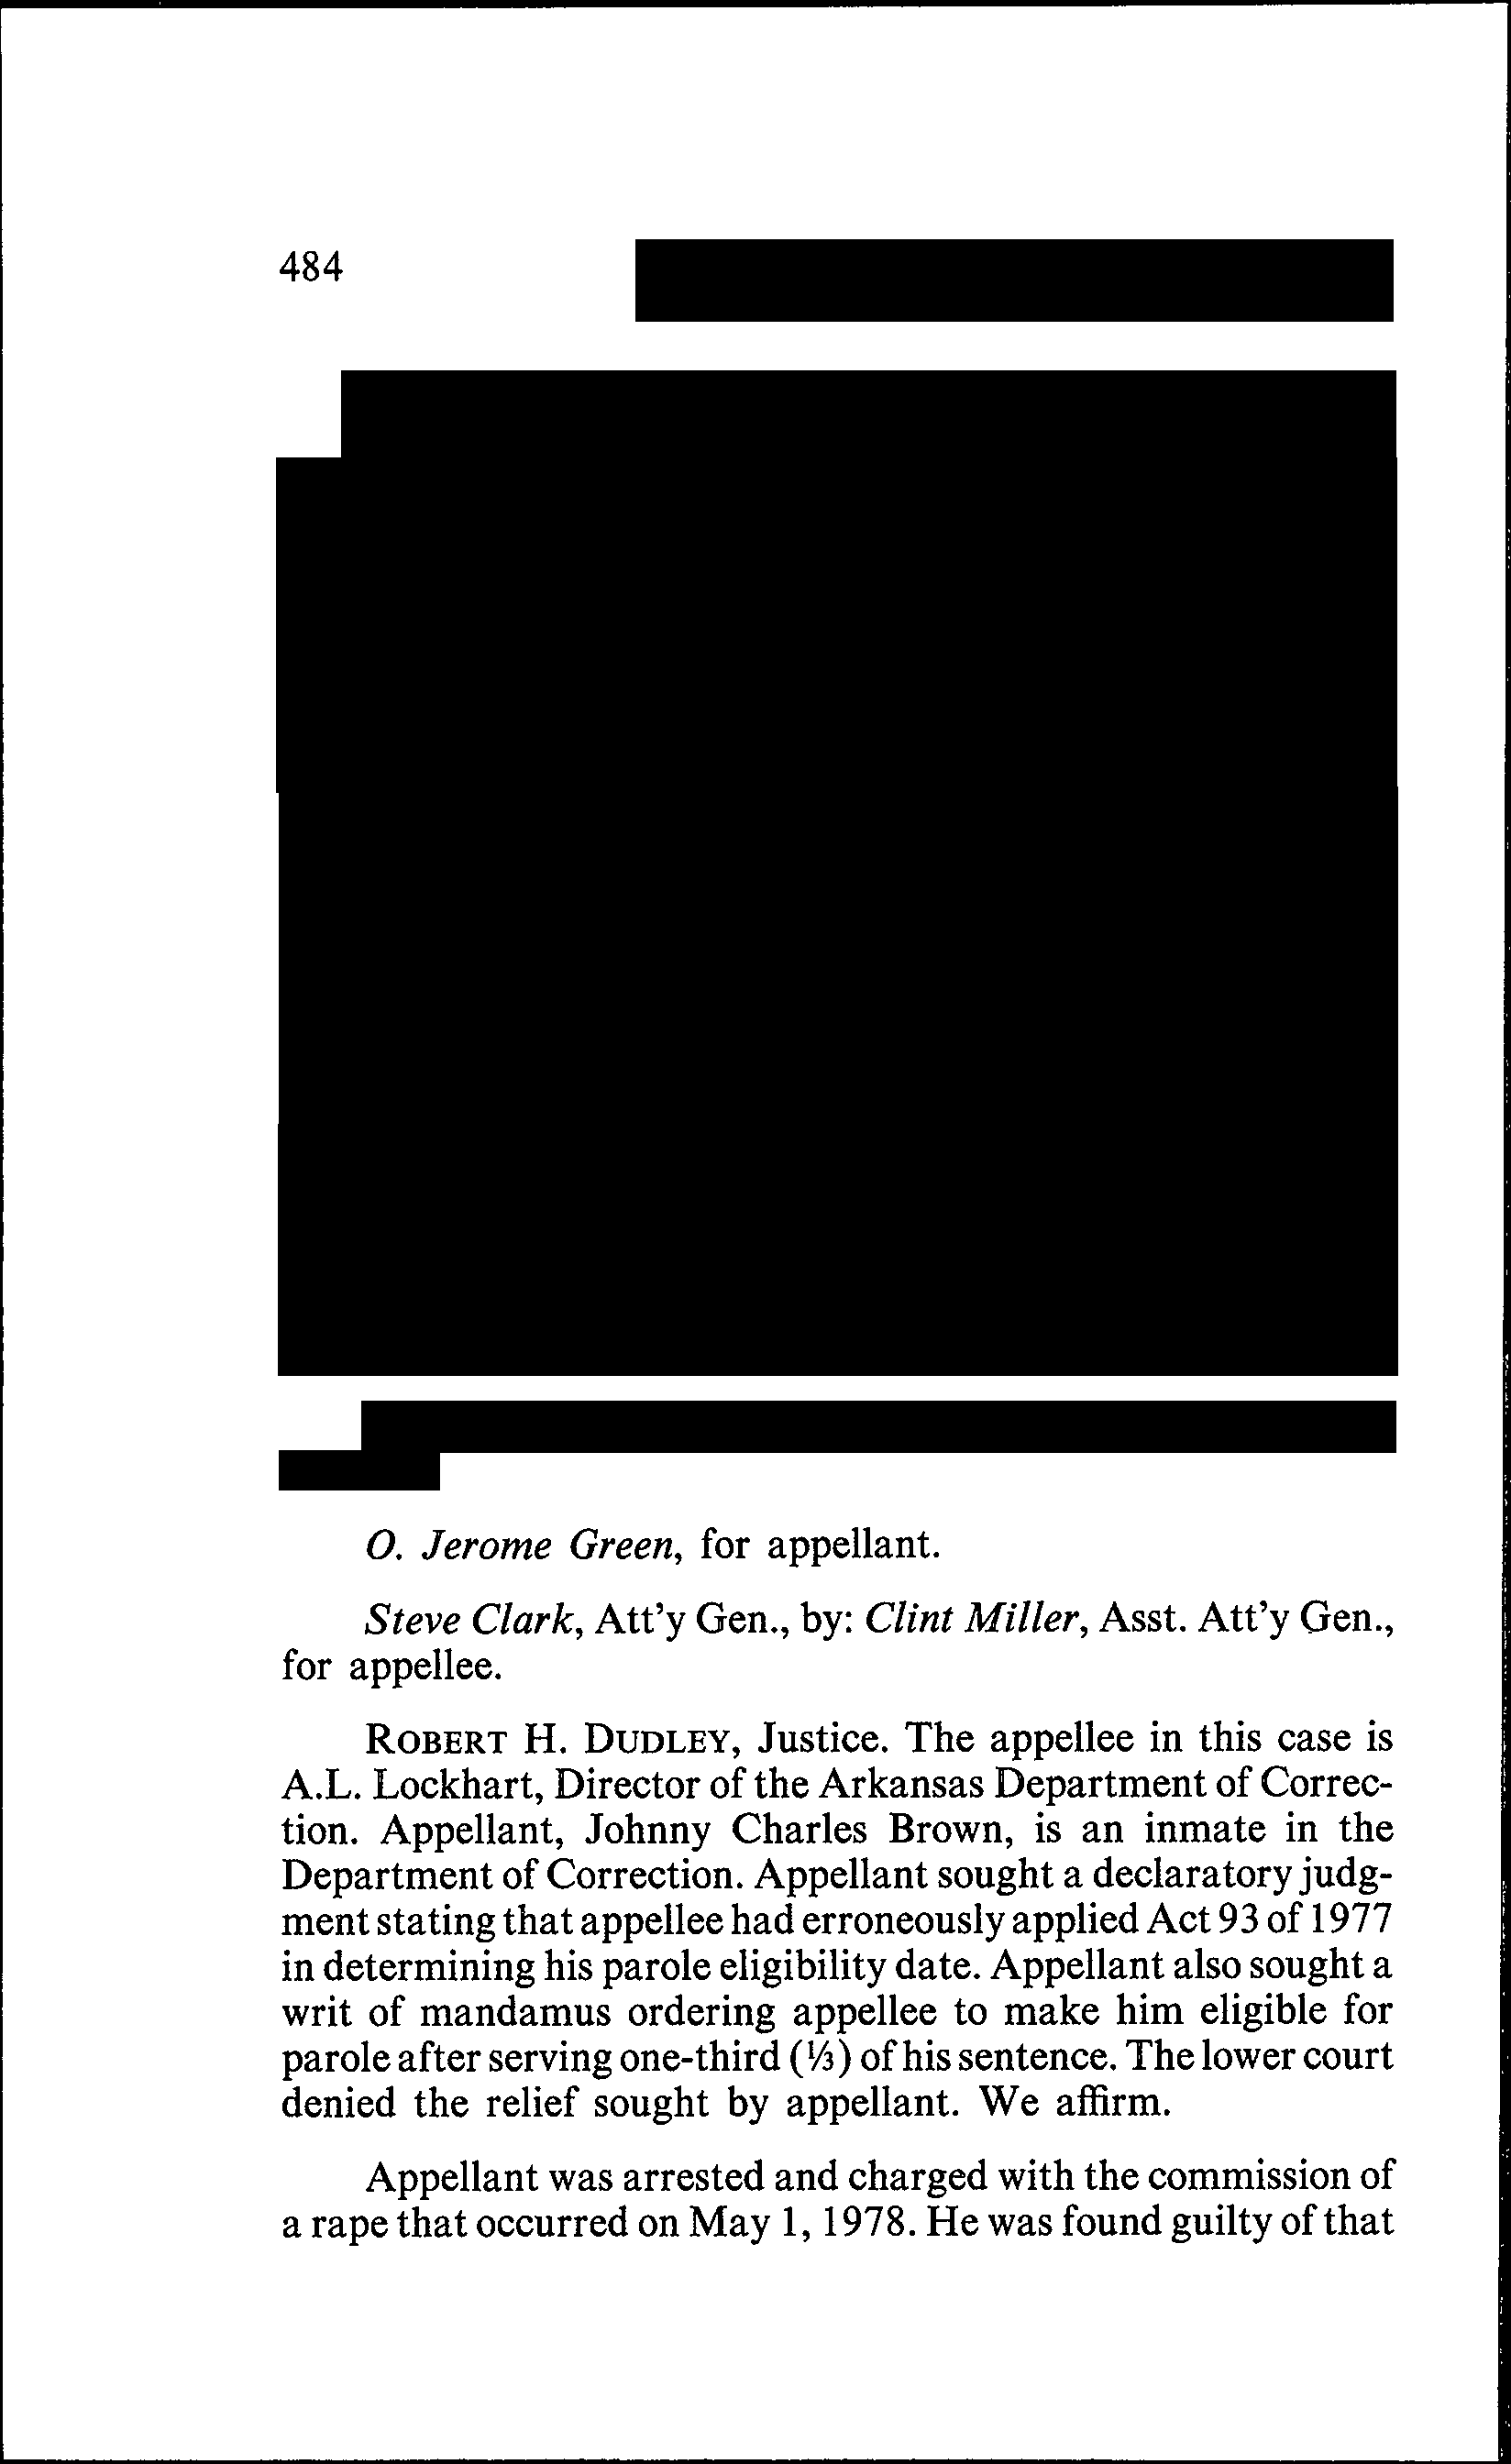 484
O. Jerome Green, for appellant.
Steve Clark, Att'y Gen., by: Clint Miller, Asst. Att'y Gen.,
for appellee.
ROBERT H. DUDLEY, Justice. The appellee in this case is
A.L. Lockhart, Director of the Arkansas Department of Correc-
tion. Appellant, Johnny Charles Brown, is an inmate in the
Department of Correction. Appellant sought a declaratory judg-
ment stating that appellee had erroneously applied Act 93 of 1977
in determining his parole eligibility date. Appellant also sought a
writ of mandamus ordering appellee to make him eligible for
parole after serving one-third (⅓) of his sentence. The lower court
denied the relief sought by appellant. We affirm.
Appellant was arrested and charged with the commission of
a rape that occurred on May 1, 1978. He was found guilty of that